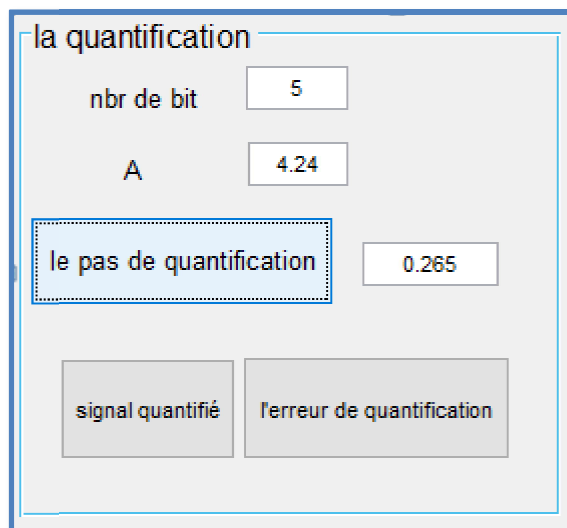 la quantification
nbr de bit 5
A 4.24
le pas de quantification 0.265
signal quantifié l'erreur de quantification